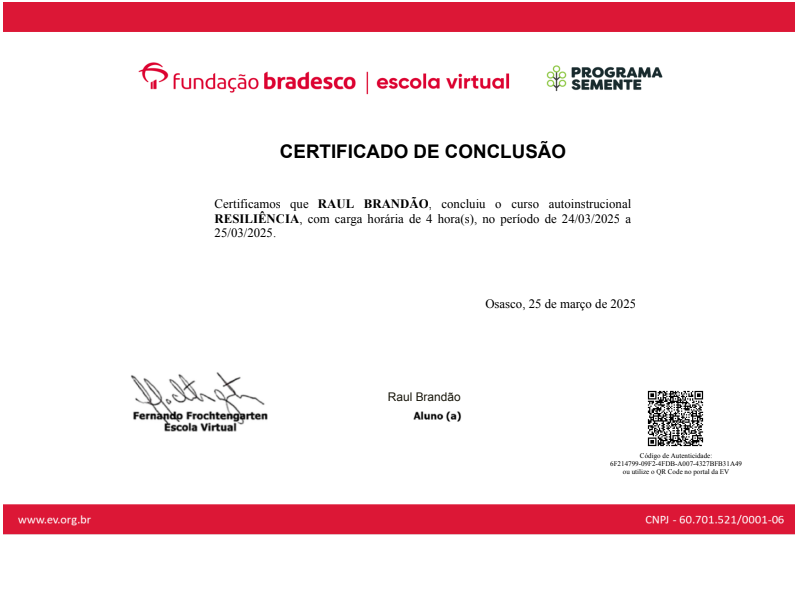 fundação bradesco | escola virtual
PROGRAMA
SEMENTE
CERTIFICADO DE CONCLUSÃO
Certificamos que RAUL BRANDÃO, concluiu o curso autoinstrucional
RESILIÊNCIA, com carga horária de 4 hora(s), no período de 24/03/2025 a
25/03/2025.
Osasco, 25 de março de 2025
Fernando Frochtengarten
Escola Virtual
Raul Brandão
Aluno (a)
Código de Autenticidade:
6F214799-09F2-4FDB-A007-4327BFB31A49
ou utilize o QR Code no portal da EV
www.ev.org.br
CNPJ - 60.701.521/0001-06